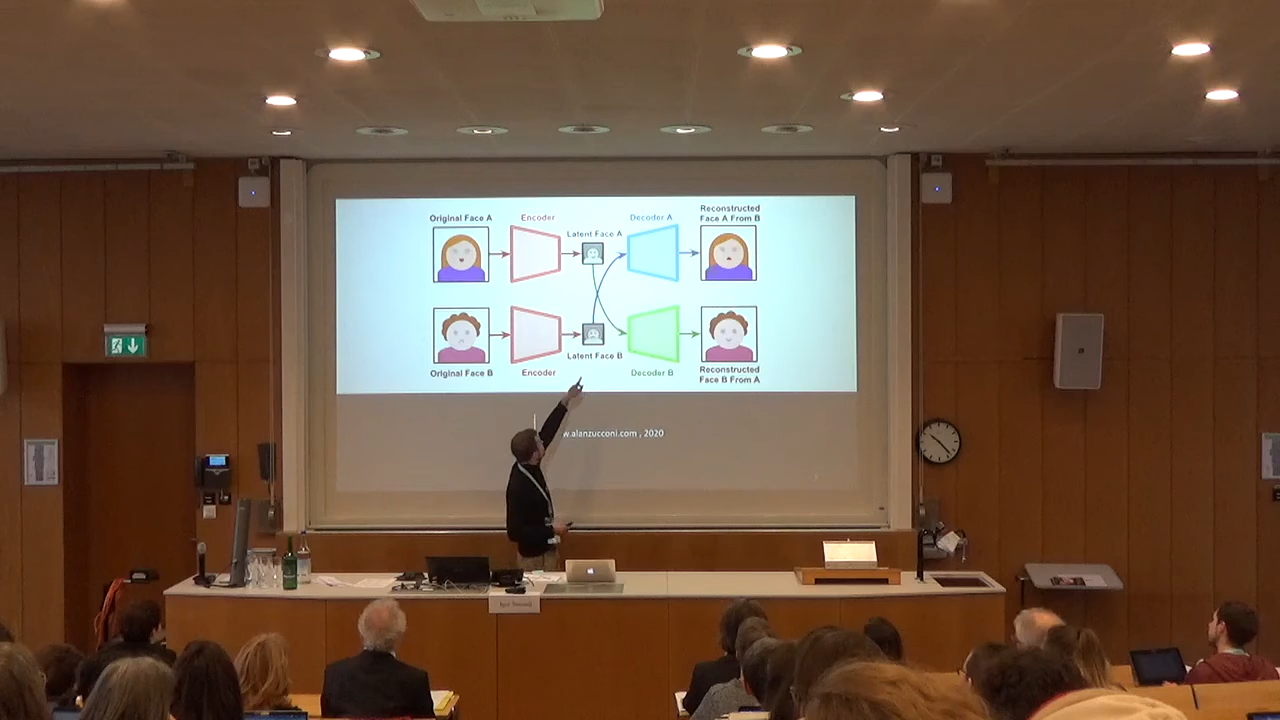 Original Face A
Encoder
Latent Face A
Decoder A
Reconstructed
Face A From B
Original Face B
Encoder
Latent Face B
Decoder B
Reconstructed
Face B From A
w.alanzucconi.com , 2020